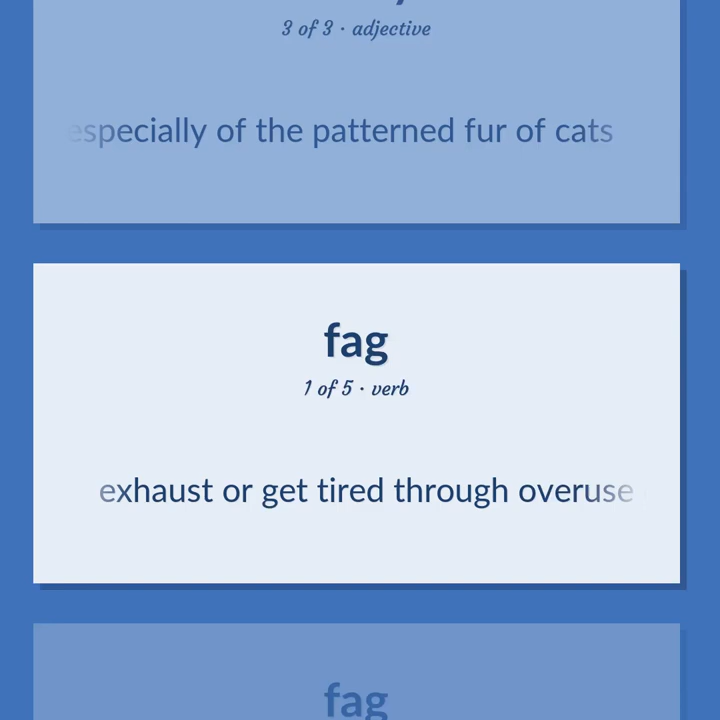 3 of 3 · adjective
especially of the patterned fur of cats
fag
1 of 5 · verb
exhaust or get tired through overuse
fag